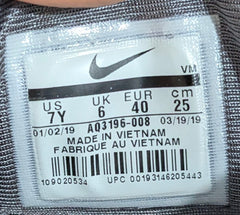 VM
US UK EUR cm
7Y 6 40 25
01/02/19 AQ3196-008 03/19/19
MADE IN VIETNAM
FABRIQUE AU VIETNAM
109020534 UPC 00193146205443